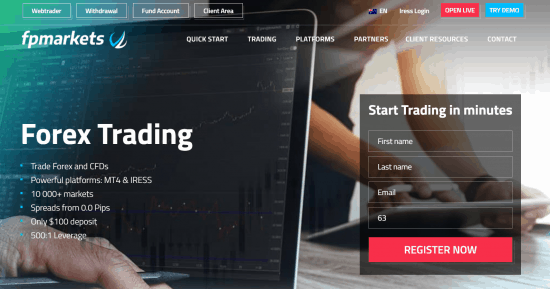 Webtrader Withdrawal Fund Account Client Area EN Iress Login OPEN LIVE TRY DEMO
fpmarkets QUICK START TRADING PLATFORMS PARTNERS CLIENT RESOURCES CONTACT
Start Trading in minutes
First name
Last name
Email
63
REGISTER NOW
Forex Trading
Trade Forex and CFDs
Powerful platforms: MT4 & IRESS
10 000+ markets
Spreads from 0.0 Pips
Only $100 deposit
500:1 Leverage